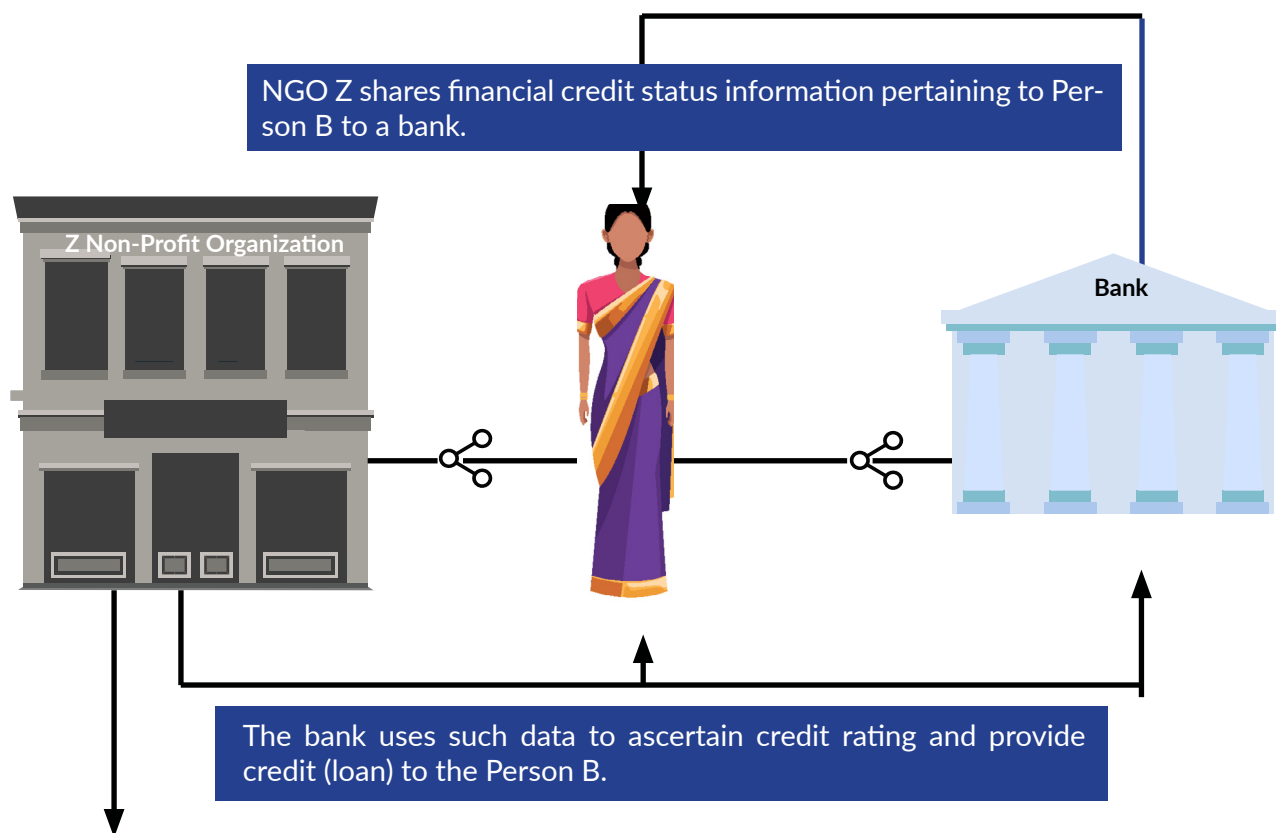 NGO Z shares financial credit status information pertaining to Per-
son B to a bank.
Z Non-Profit Organization
Bank
The bank uses such data to ascertain credit rating and provide
credit (loan) to the Person B.